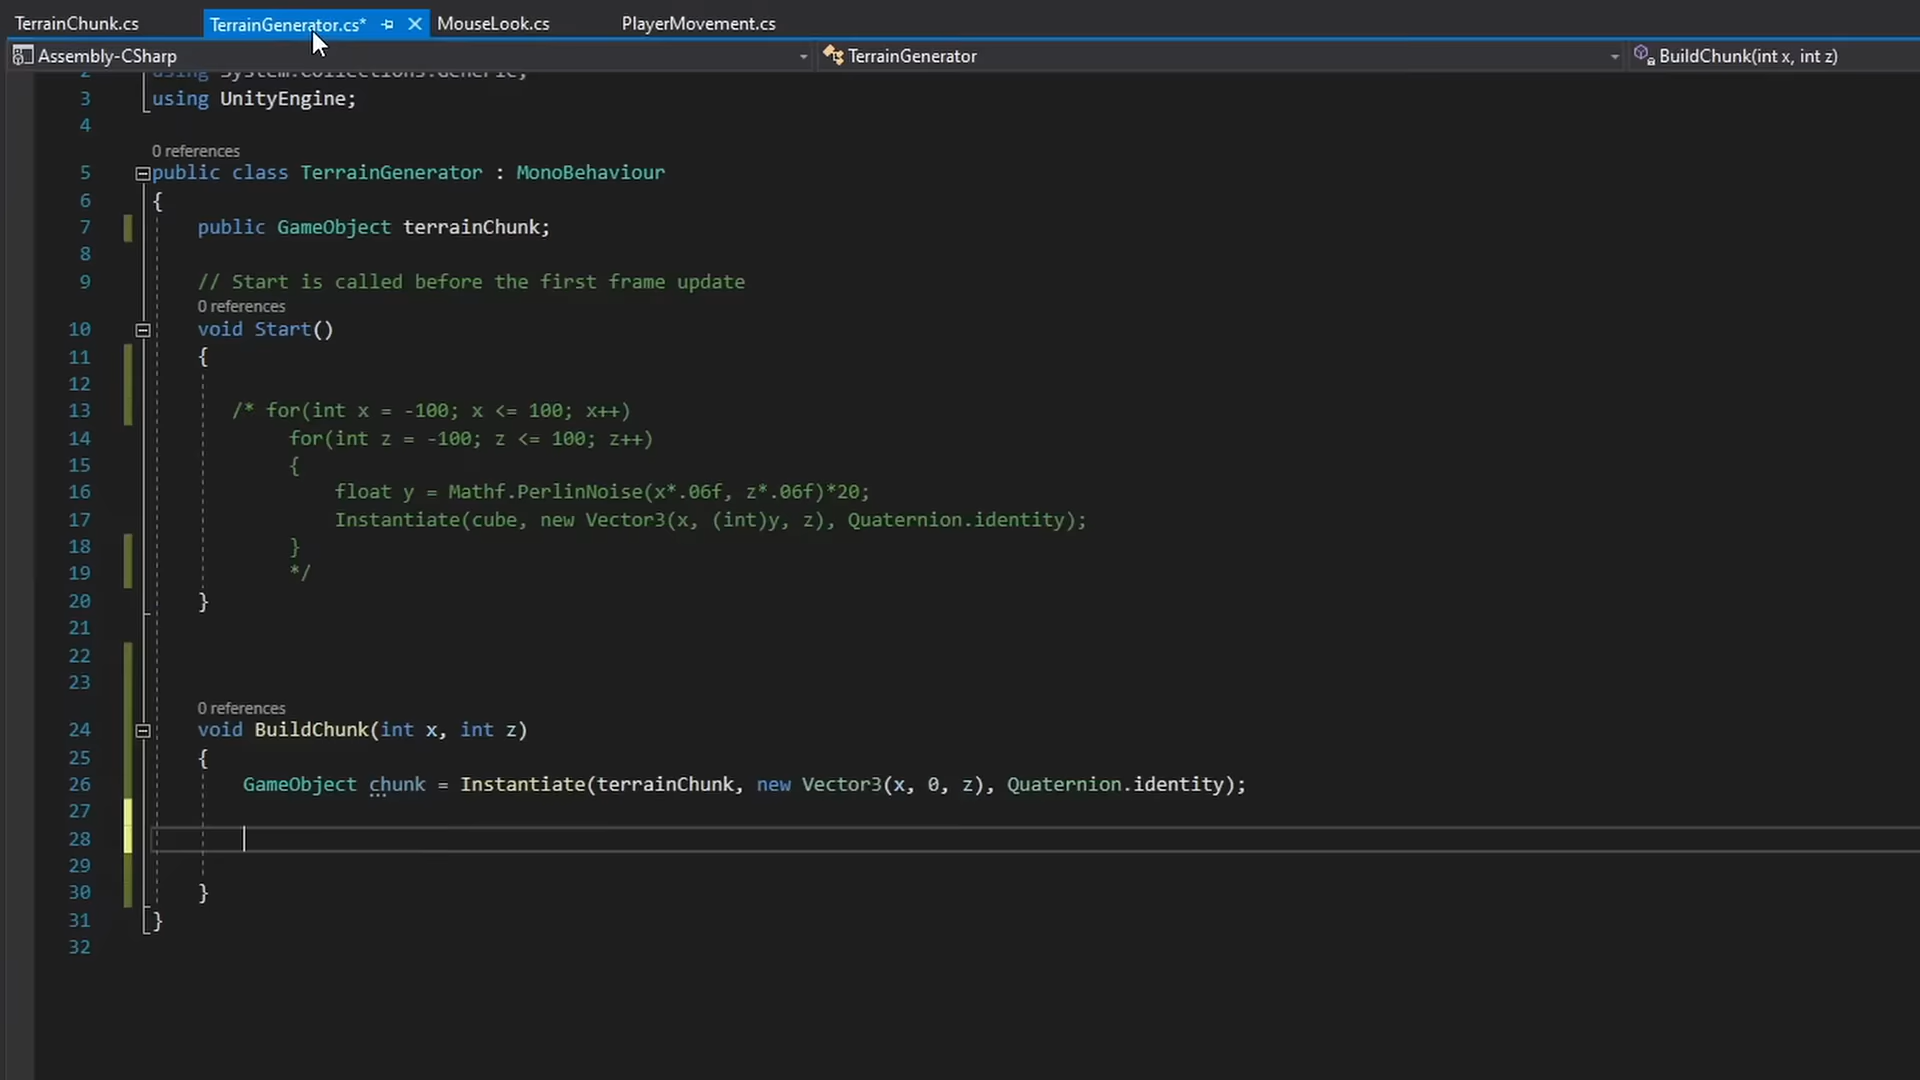 TerrainChunk.cs TerrainGenerator.cs* MouseLook.cs PlayerMovement.cs
Assembly-CSharp TerrainGenerator BuildChunk(int x, int z)
2 using System.Collections.Generic;
3 using UnityEngine;
4
0 references
5 public class TerrainGenerator : MonoBehaviour
6 {
7 public GameObject terrainChunk;
8
9 // Start is called before the first frame update
0 references
10 void Start()
11 {
12
13 /* for(int x = -100; x <= 100; x++)
14 for(int z = -100; z <= 100; z++)
15 {
16 float y = Mathf.PerlinNoise(x*.06f, z*.06f)*20;
17 Instantiate(cube, new Vector3(x, (int)y, z), Quaternion.identity);
18 }
19 */
20 }
21
22
23
0 references
24 void BuildChunk(int x, int z)
25 {
26 GameObject chunk = Instantiate(terrainChunk, new Vector3(x, 0, z), Quaternion.identity);
27
28
29
30 }
31 }
32